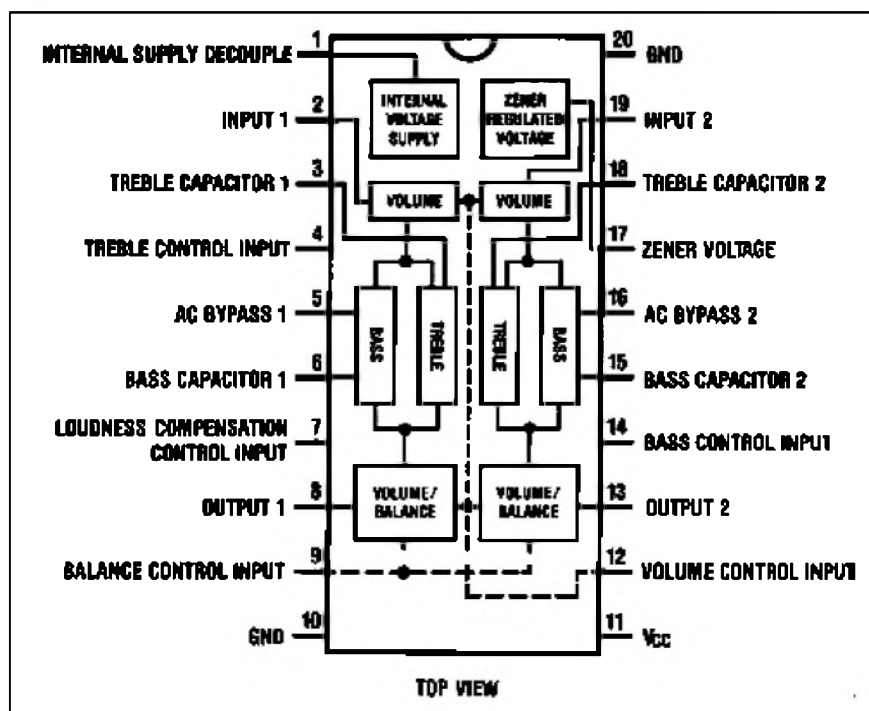 1
INTERNAL SUPPLY DECOUPLE
20
GND
2
INPUT 1
19
INPUT 2
INTERNAL
VOLTAGE
SUPPLY
ZENER
REGULATED
VOLTAGE
3
TREBLE CAPACITOR 1
18
TREBLE CAPACITOR 2
VOLUME
VOLUME
4
TREBLE CONTROL INPUT
17
ZENER VOLTAGE
5
AC BYPASS 1
16
AC BYPASS 2
BASS
TREBLE
TREBLE
BASS
6
BASS CAPACITOR 1
15
BASS CAPACITOR 2
7
LOUDNESS COMPENSATION
CONTROL INPUT
14
BASS CONTROL INPUT
8
OUTPUT 1
VOLUME/
BALANCE
VOLUME/
BALANCE
13
OUTPUT 2
9
BALANCE CONTROL INPUT
12
VOLUME CONTROL INPUT
10
GND
11
VCC
TOP VIEW